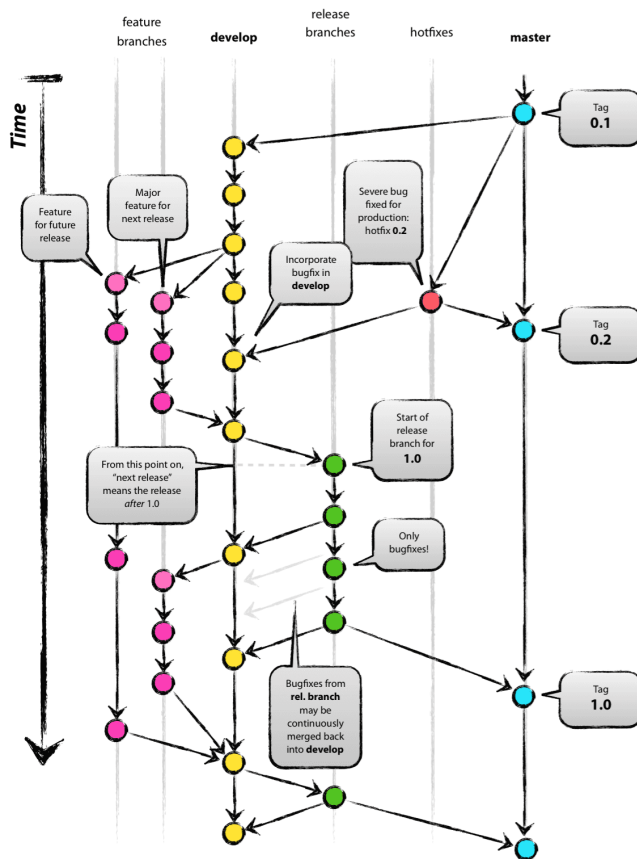 feature
branches
develop
release
branches
hotfixes
master
Time
Tag
0.1
Major
feature for
next release
Feature
for future
release
Severe bug
fixed for
production:
hotfix 0.2
Incorporate
bugfix in
develop
Tag
0.2
Start of
release
branch for
1.0
From this point on,
“next release”
means the release
after 1.0
Only
bugfixes!
Bugfixes from
rel. branch
may be
continuously
merged back
into develop
Tag
1.0